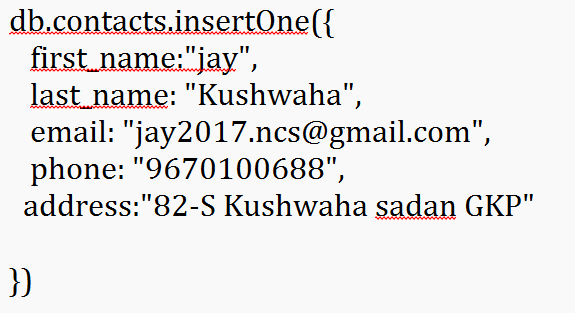 db.contacts.insertOne({
first_name:"jay",
last_name: "Kushwaha",
email: "jay2017.ncs@gmail.com",
phone: "9670100688",
address:"82-S Kushwaha sadan GKP"
})